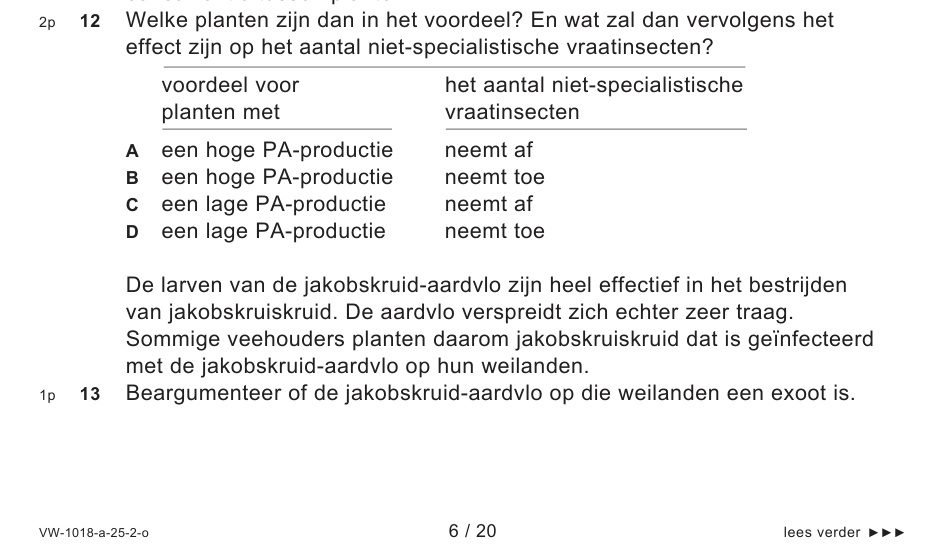 2p 12 Welke planten zijn dan in het voordeel? En wat zal dan vervolgens het
effect zijn op het aantal niet-specialistische vraatinsecten?
voordeel voor het aantal niet-specialistische
planten met vraatinsecten
A een hoge PA-productie neemt af
B een hoge PA-productie neemt toe
C een lage PA-productie neemt af
D een lage PA-productie neemt toe
De larven van de jakobskruid-aardvlo zijn heel effectief in het bestrijden
van jakobskruiskruid. De aardvlo verspreidt zich echter zeer traag.
Sommige veehouders planten daarom jakobskruiskruid dat is geïnfecteerd
met de jakobskruid-aardvlo op hun weilanden.
1p 13 Beargumenteer of de jakobskruid-aardvlo op die weilanden een exoot is.
VW-1018-a-25-2-o 6 / 20 lees verder ►►►